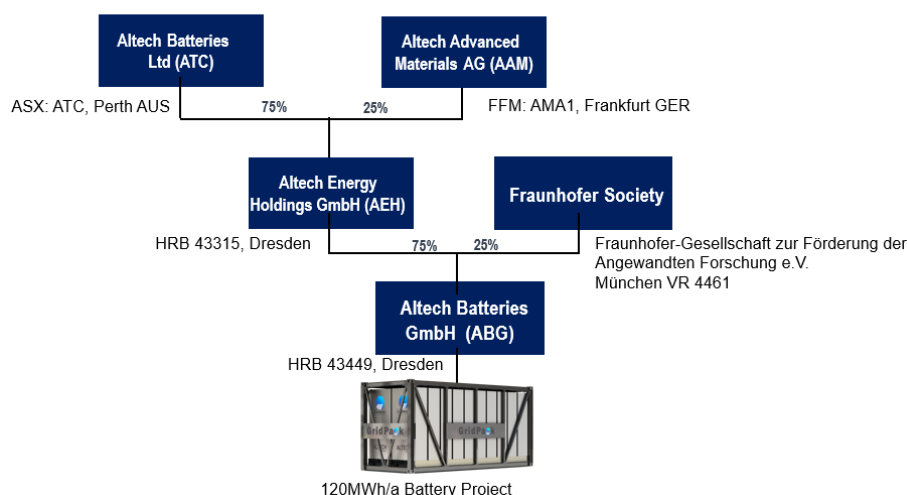 Altech Batteries
Ltd (ATC)
Altech Advanced
Materials AG (AAM)
ASX: ATC, Perth AUS
75%
25%
FFM: AMA1, Frankfurt GER
Altech Energy
Holdings GmbH (AEH)
Fraunhofer Society
HRB 43315, Dresden
75%
25%
Fraunhofer-Gesellschaft zur Förderung der
Angewandten Forschung e.V.
München VR 4461
Altech Batteries
GmbH (ABG)
HRB 43449, Dresden
GridPack
GridPack
120MWh/a Battery Project